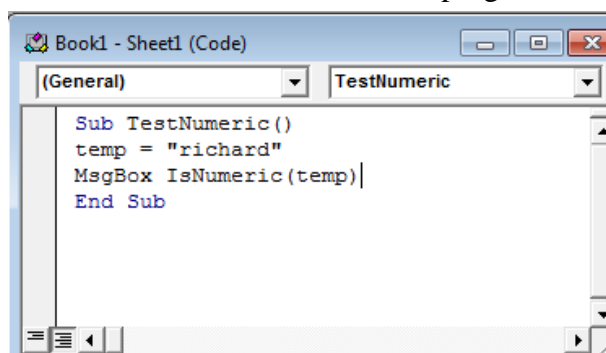 Book1 - Sheet1 (Code)
(General) TestNumeric
Sub TestNumeric()
temp = "richard"
MsgBox IsNumeric(temp)
End Sub